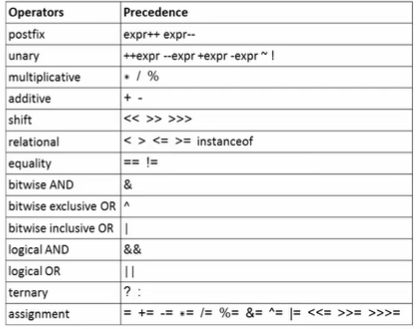 Operators Precedence
postfix expr++ expr--
unary ++expr --expr +expr -expr ~ !
multiplicative * / %
additive + -
shift << >> >>>
relational < > <= >= instanceof
equality == !=
bitwise AND &
bitwise exclusive OR ^
bitwise inclusive OR |
logical AND &&
logical OR ||
ternary ? :
assignment = += -= *= /= %= &= ^= |= <<= >>= >>>=